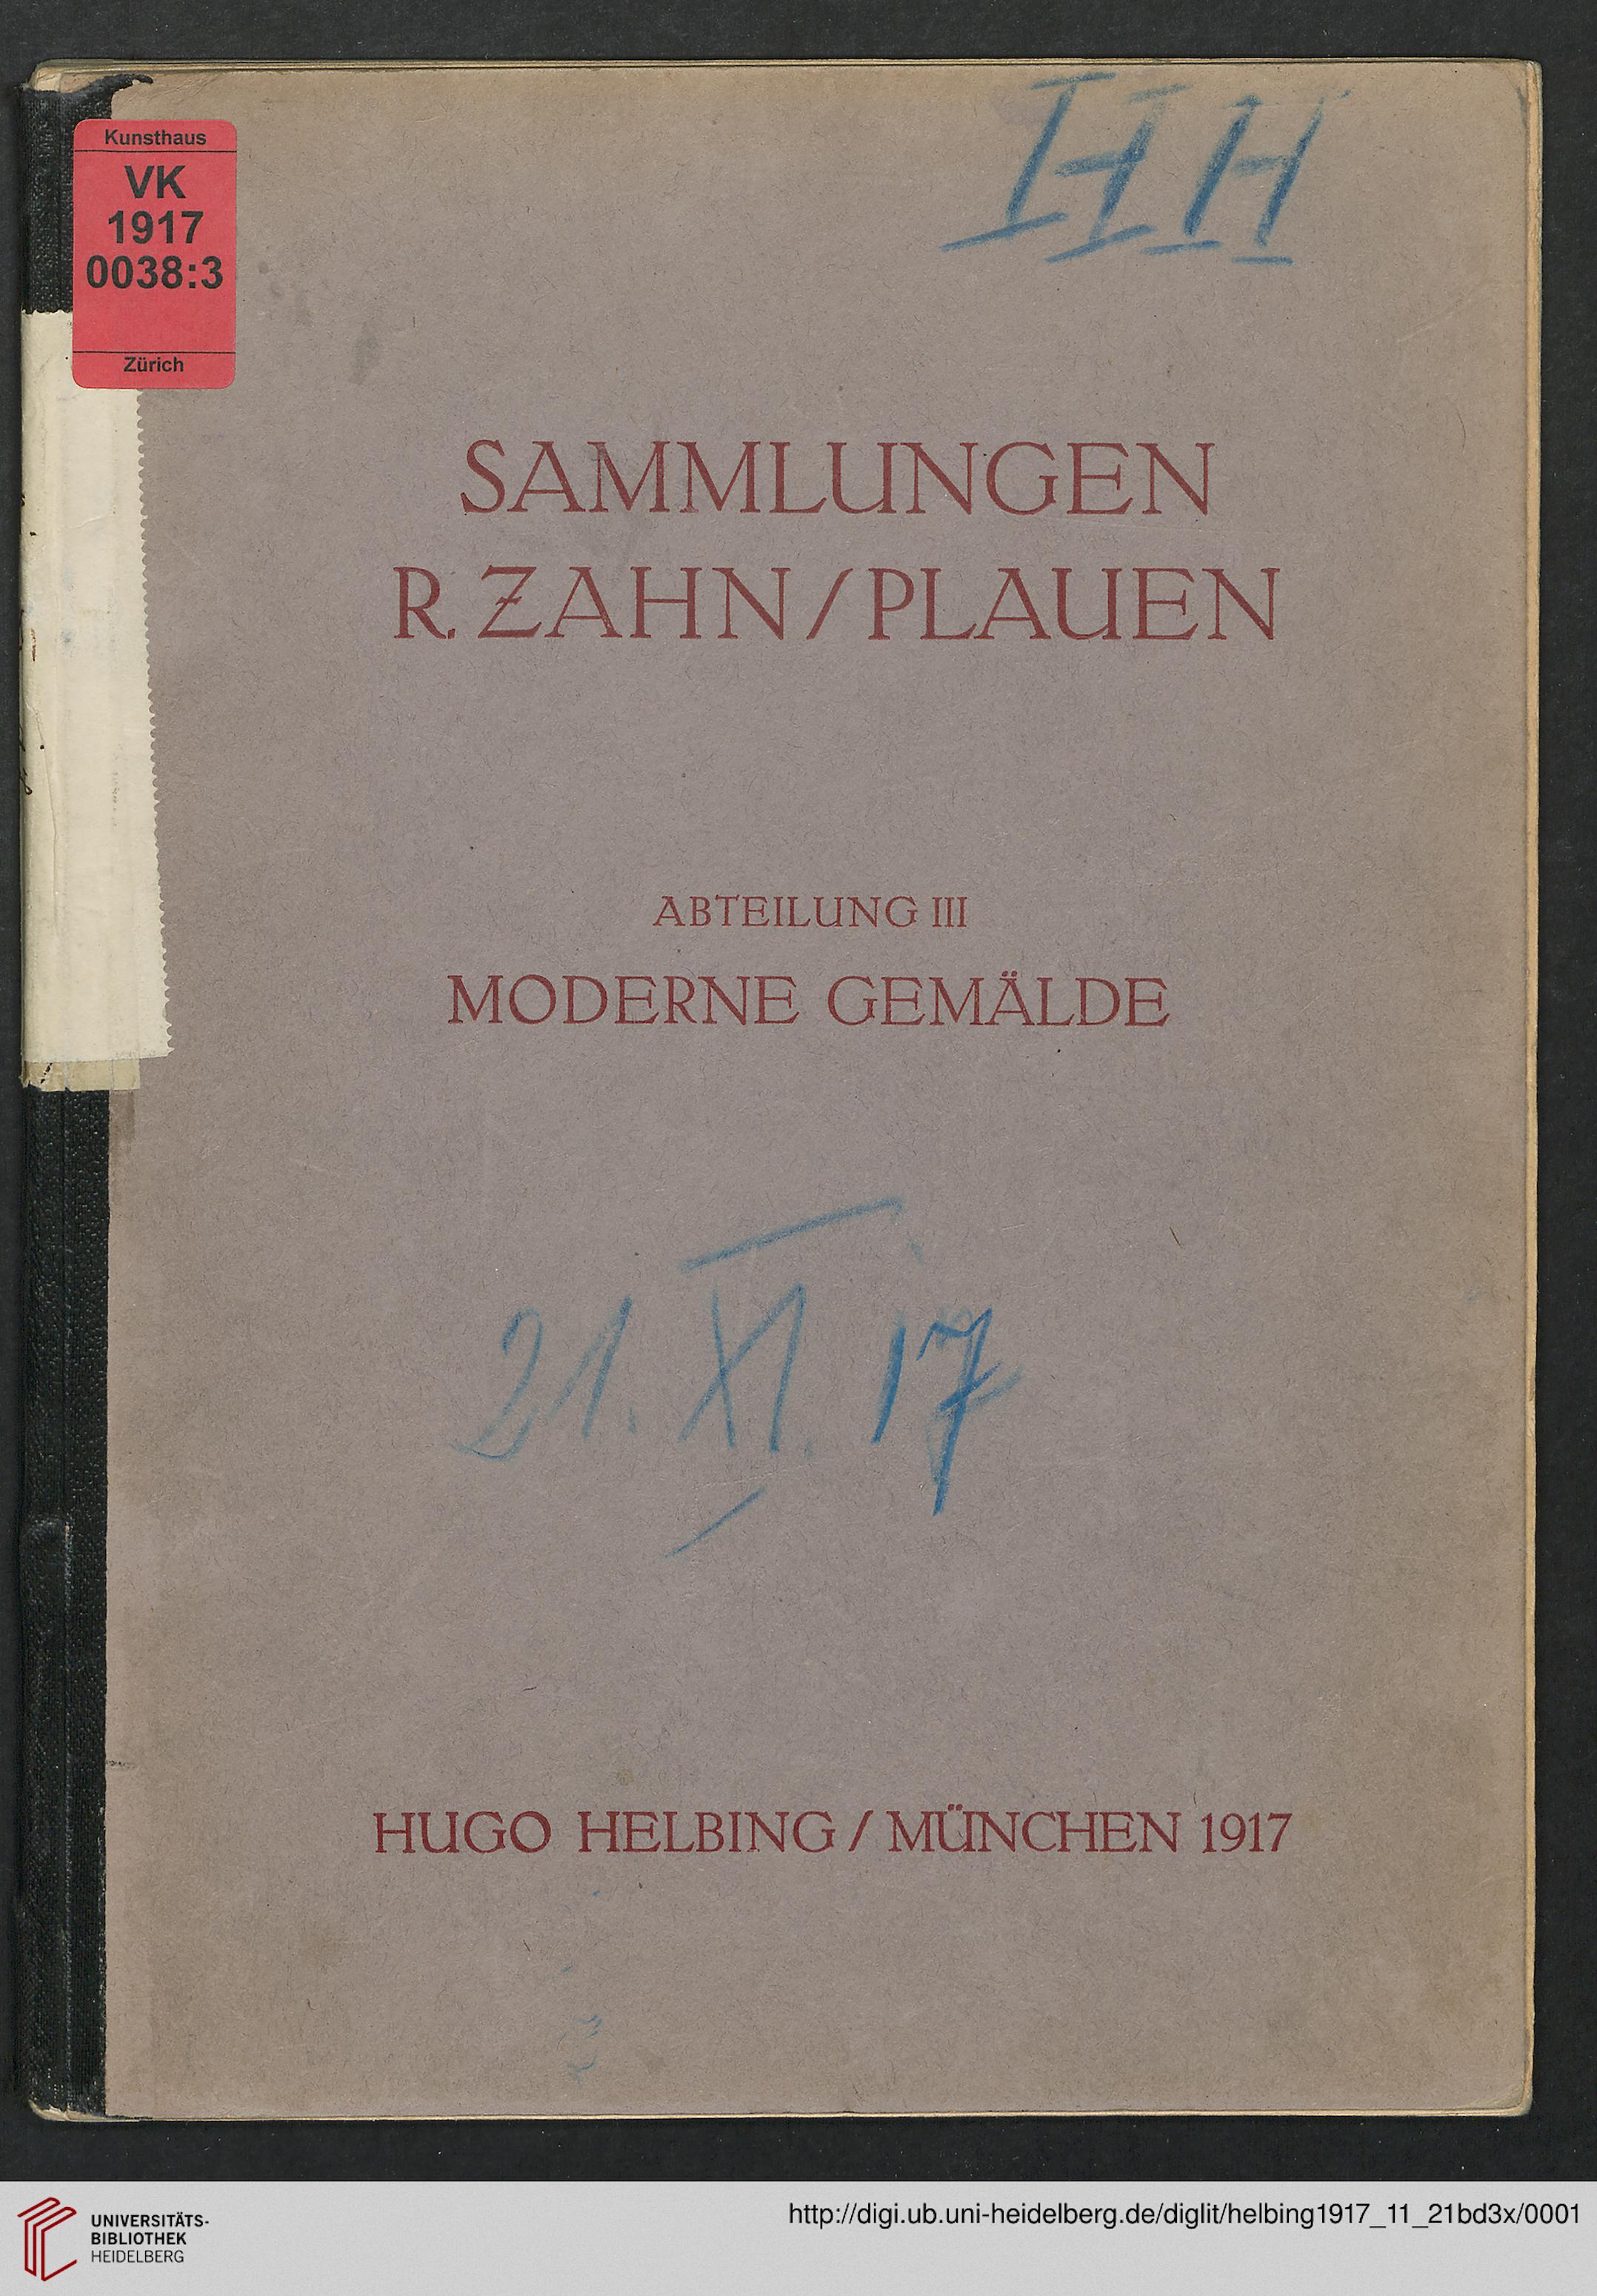 Kunsthaus
VK
1917
0038:3
Zürich
HH
SAMMLUNGEN
R. ZAHN / PLAUEN
ABTEILUNG III
MODERNE GEMÄLDE
21. XI. 17
HUGO HELBING / MÜNCHEN 1917
UNIVERSITÄTS-
BIBLIOTHEK
HEIDELBERG
http://digi.ub.uni-heidelberg.de/diglit/helbing1917_11_21bd3x/0001